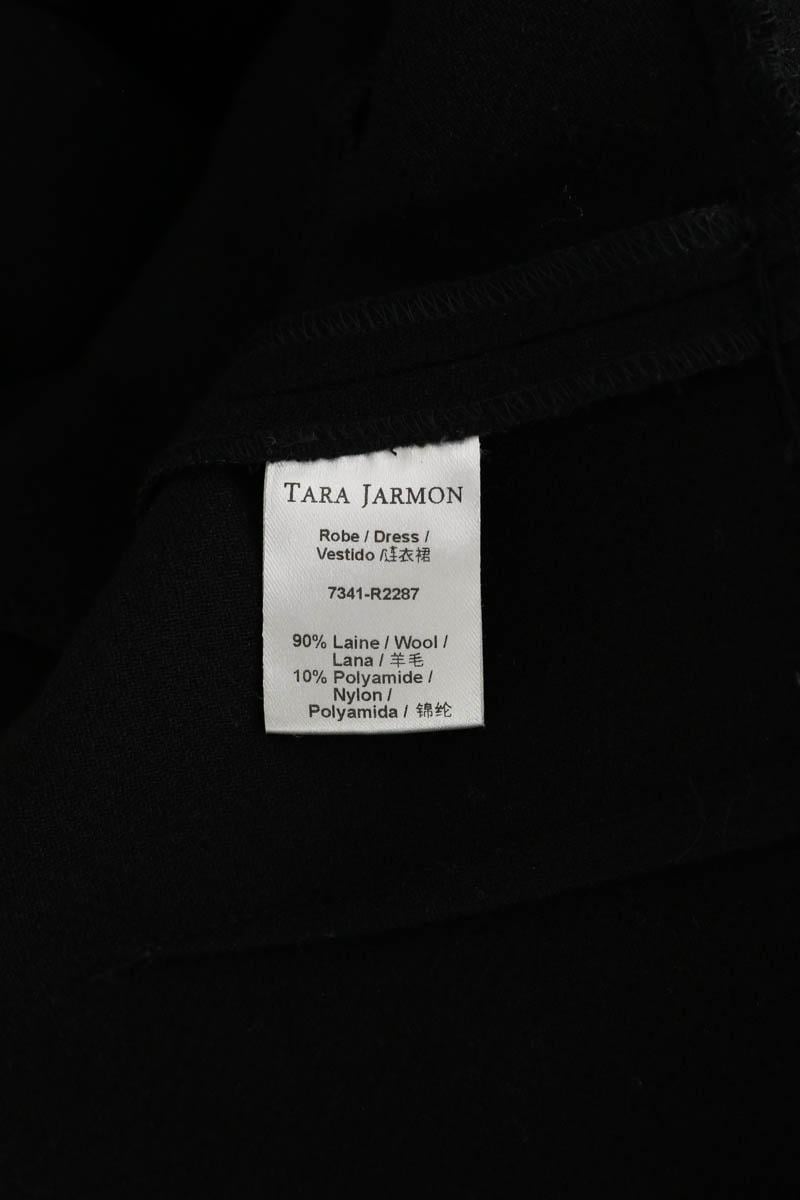 TARA JARMON
Robe / Dress /
Vestido /连衣裙
7341-R2287
90% Laine / Wool /
Lana / 羊毛
10% Polyamide /
Nylon /
Polyamida / 锦纶